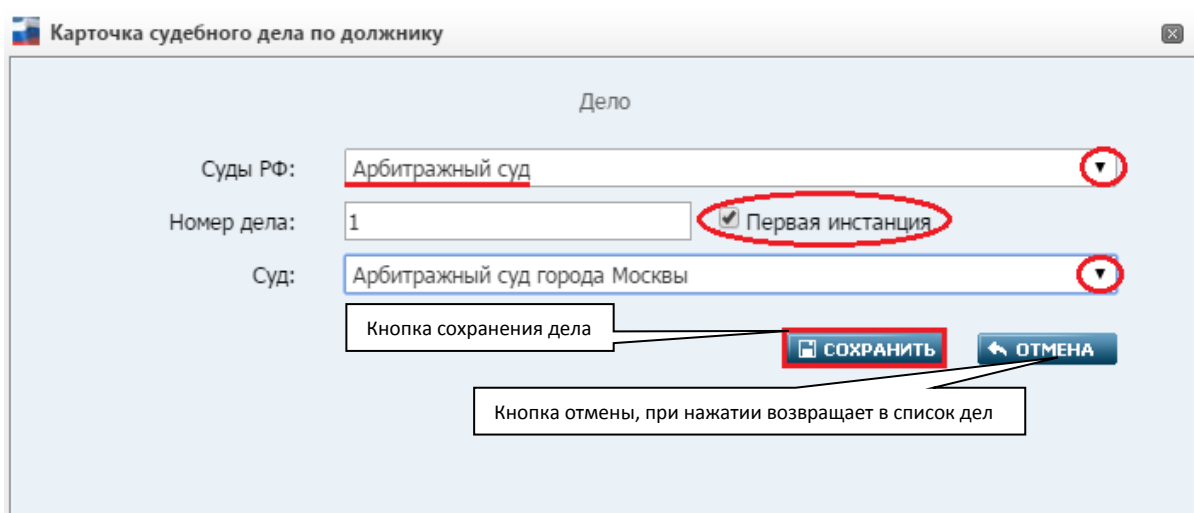 Карточка судебного дела по должнику
Дело
Суды РФ: Арбитражный суд
Номер дела: 1 Первая инстанция
Суд: Арбитражный суд города Москвы
Кнопка сохранения дела
СОХРАНИТЬ ОТМЕНА
Кнопка отмены, при нажатии возвращает в список дел